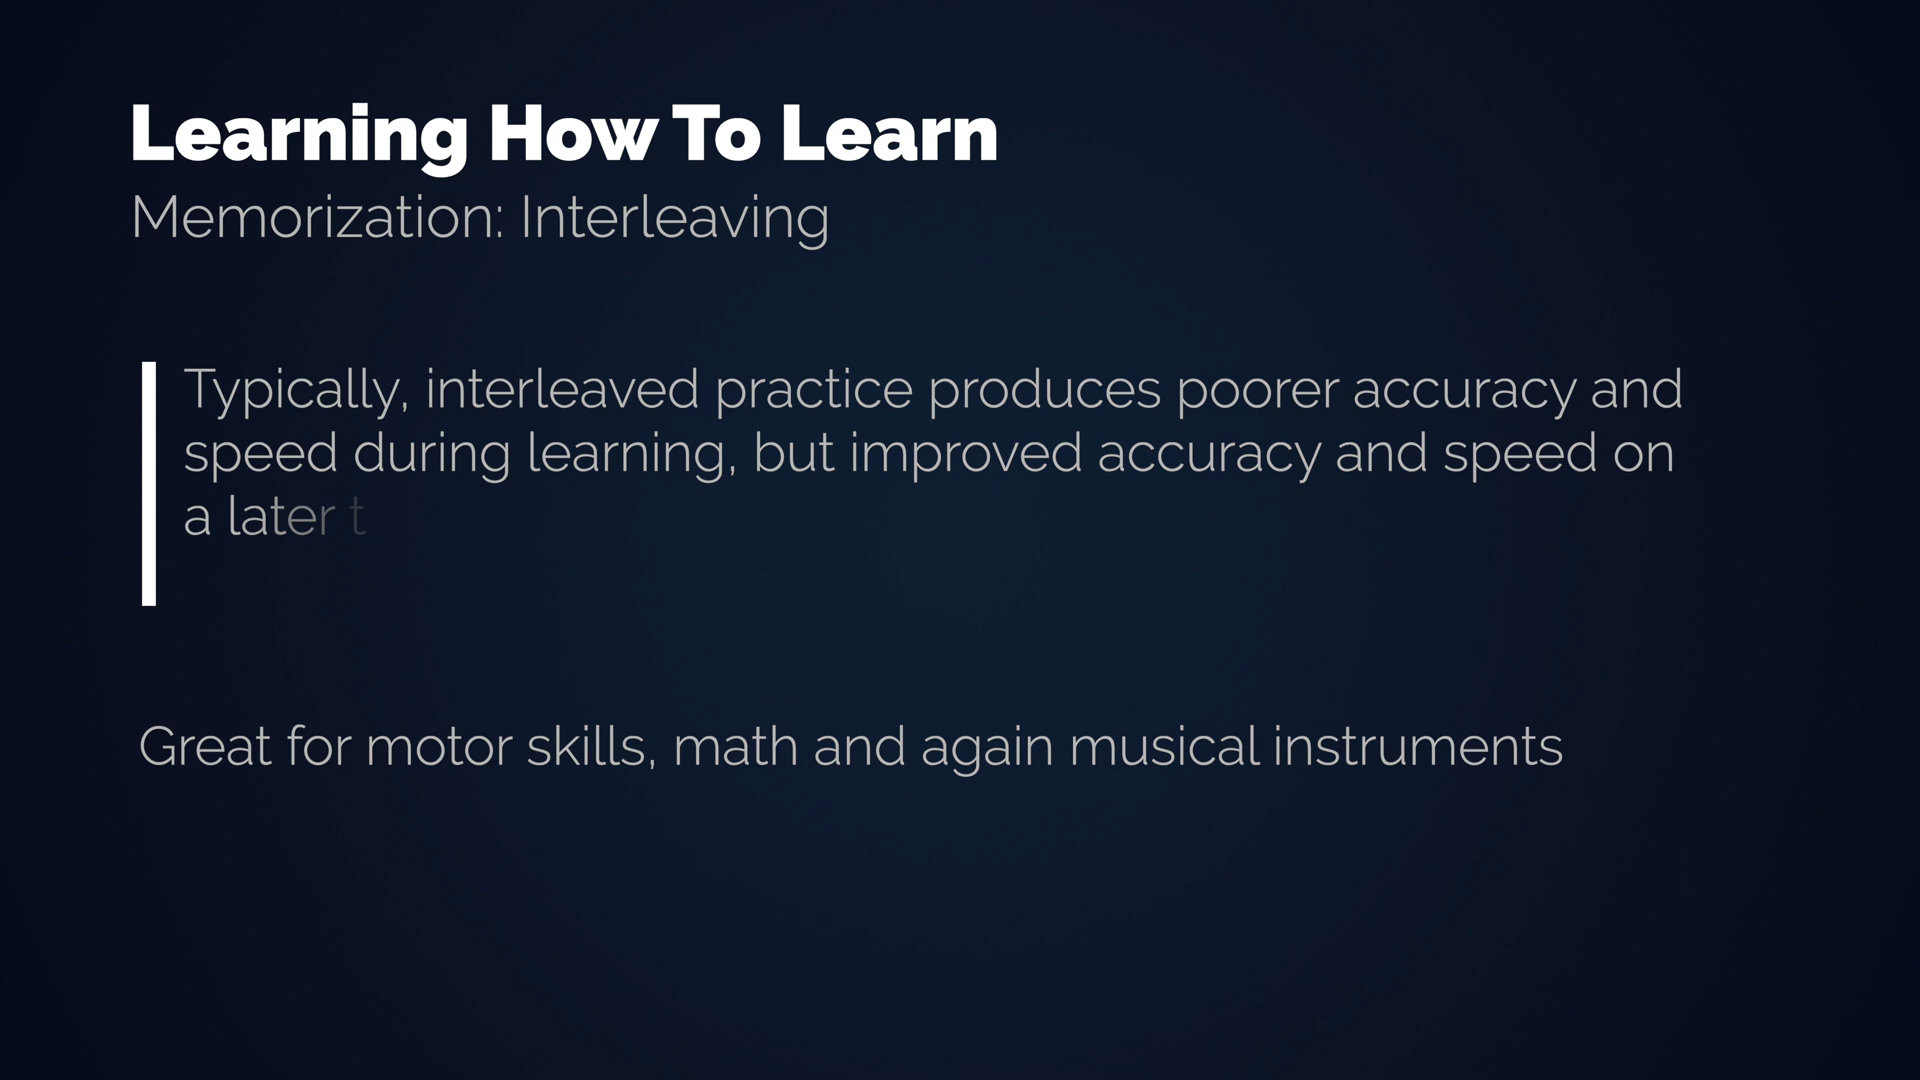 Learning How To Learn
Memorization: Interleaving
Typically, interleaved practice produces poorer accuracy and
speed during learning, but improved accuracy and speed on
a later t
Great for motor skills, math and again musical instruments